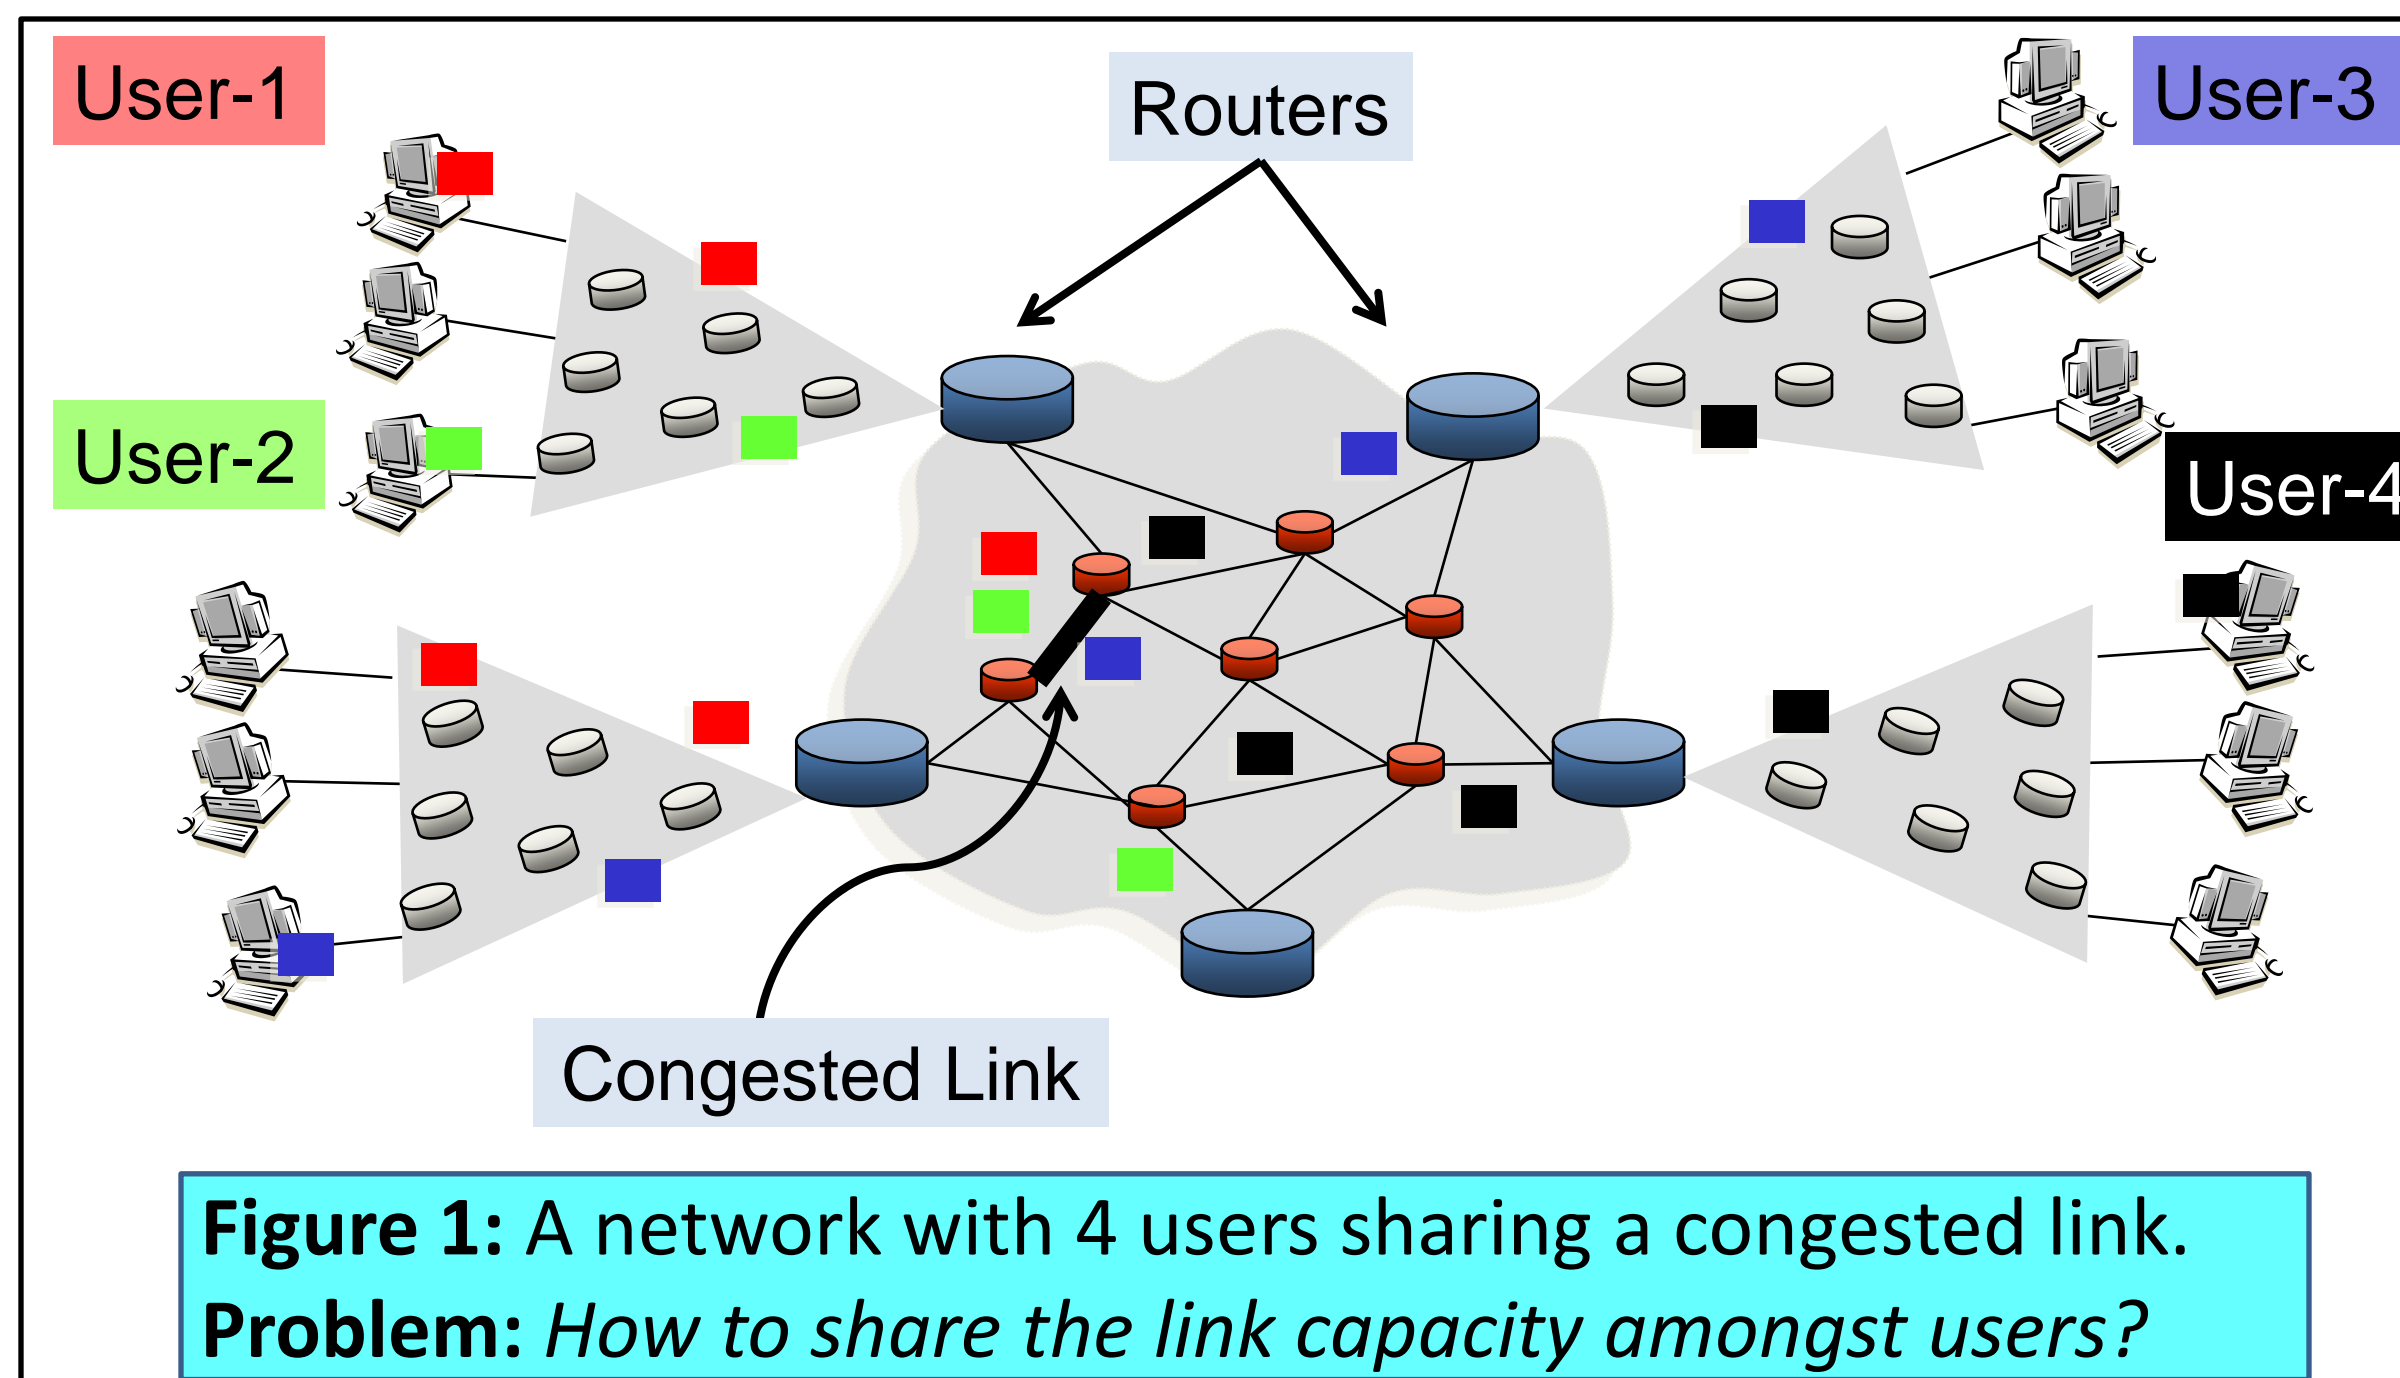 User-1
Routers
User-3
User-2
User-4
Congested Link
Figure 1: A network with 4 users sharing a congested link.
Problem: How to share the link capacity amongst users?